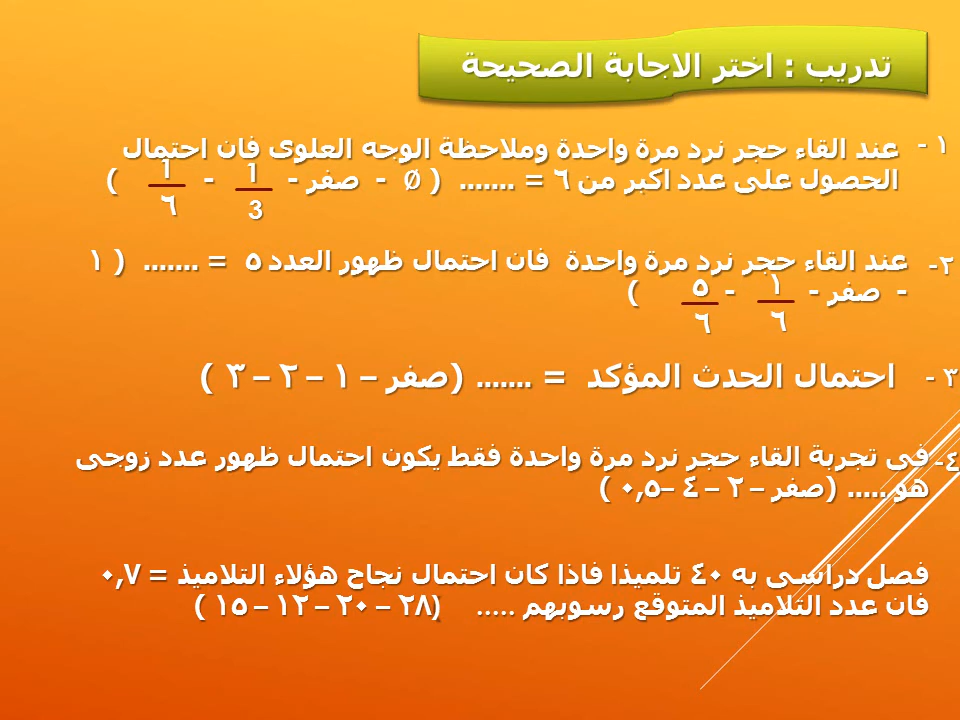 تدريب : اختر الاجابة الصحيحة
١ - عند القاء حجر نرد مرة واحدة وملاحظة الوجه العلوى فان احتمال
الحصول على عدد اكبر من ٦ = ....... ( Ø - صفر - 1/3 - ١/٦ )
٢- عند القاء حجر نرد مرة واحدة فان احتمال ظهور العدد ٥ = ....... ( ١
- صفر - ١/٦ - ٥/٦ )
٣ - احتمال الحدث المؤكد = ....... (صفر – ١ – ٢ – ٣ )
٤- فى تجربة القاء حجر نرد مرة واحدة فقط يكون احتمال ظهور عدد زوجى
هو ..... (صفر – ٢ – ٤ –٠,٥ )
فصل دراسى به ٤٠ تلميذا فاذا كان احتمال نجاح هؤلاء التلاميذ = ٠,٧
فان عدد التلاميذ المتوقع رسوبهم ..... (٢٨ – ٢٠ – ١٢ – ١٥ )